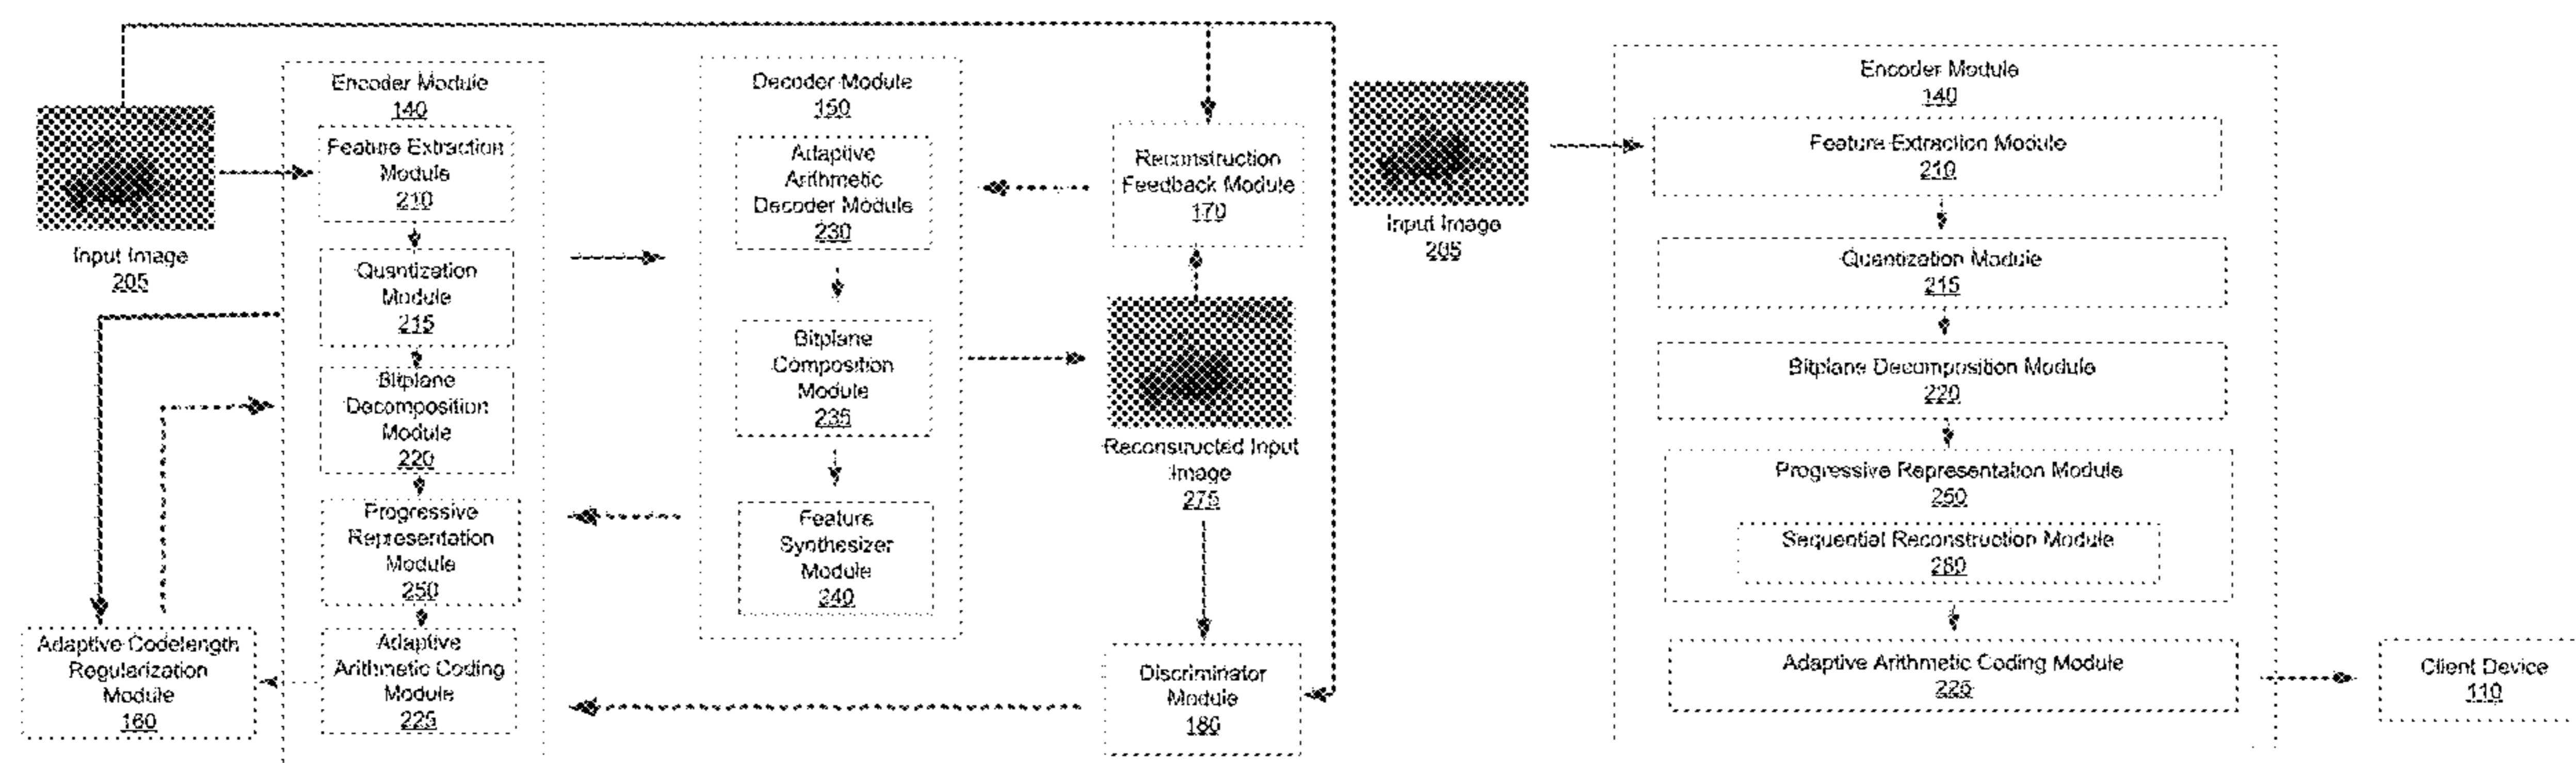 Input Image
205
Encoder Module
140
Feature Extraction
Module
210
Quantization
Module
215
Bitplane
Decomposition
Module
220
Progressive
Representation
Module
250
Adaptive
Arithmetic Coding
Module
225
Adaptive Codelength
Regularization
Module
160
Decoder Module
150
Adaptive
Arithmetic
Decoder Module
230
Bitplane
Composition
Module
235
Feature
Synthesizer
Module
240
Reconstruction
Feedback Module
170
Reconstructed Input
Image
275
Discriminator
Module
180
Input Image
205
Encoder Module
140
Feature Extraction Module
210
Quantization Module
215
Bitplane Decomposition Module
220
Progressive Representation Module
250
Sequential Reconstruction Module
260
Adaptive Arithmetic Coding Module
225
Client Device
110